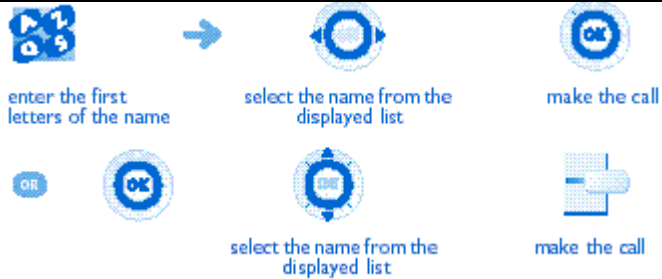 A Z
Q S
OK
enter the first
letters of the name
select the name from the
displayed list
make the call
OR
OK
OK
select the name from the
displayed list
make the call